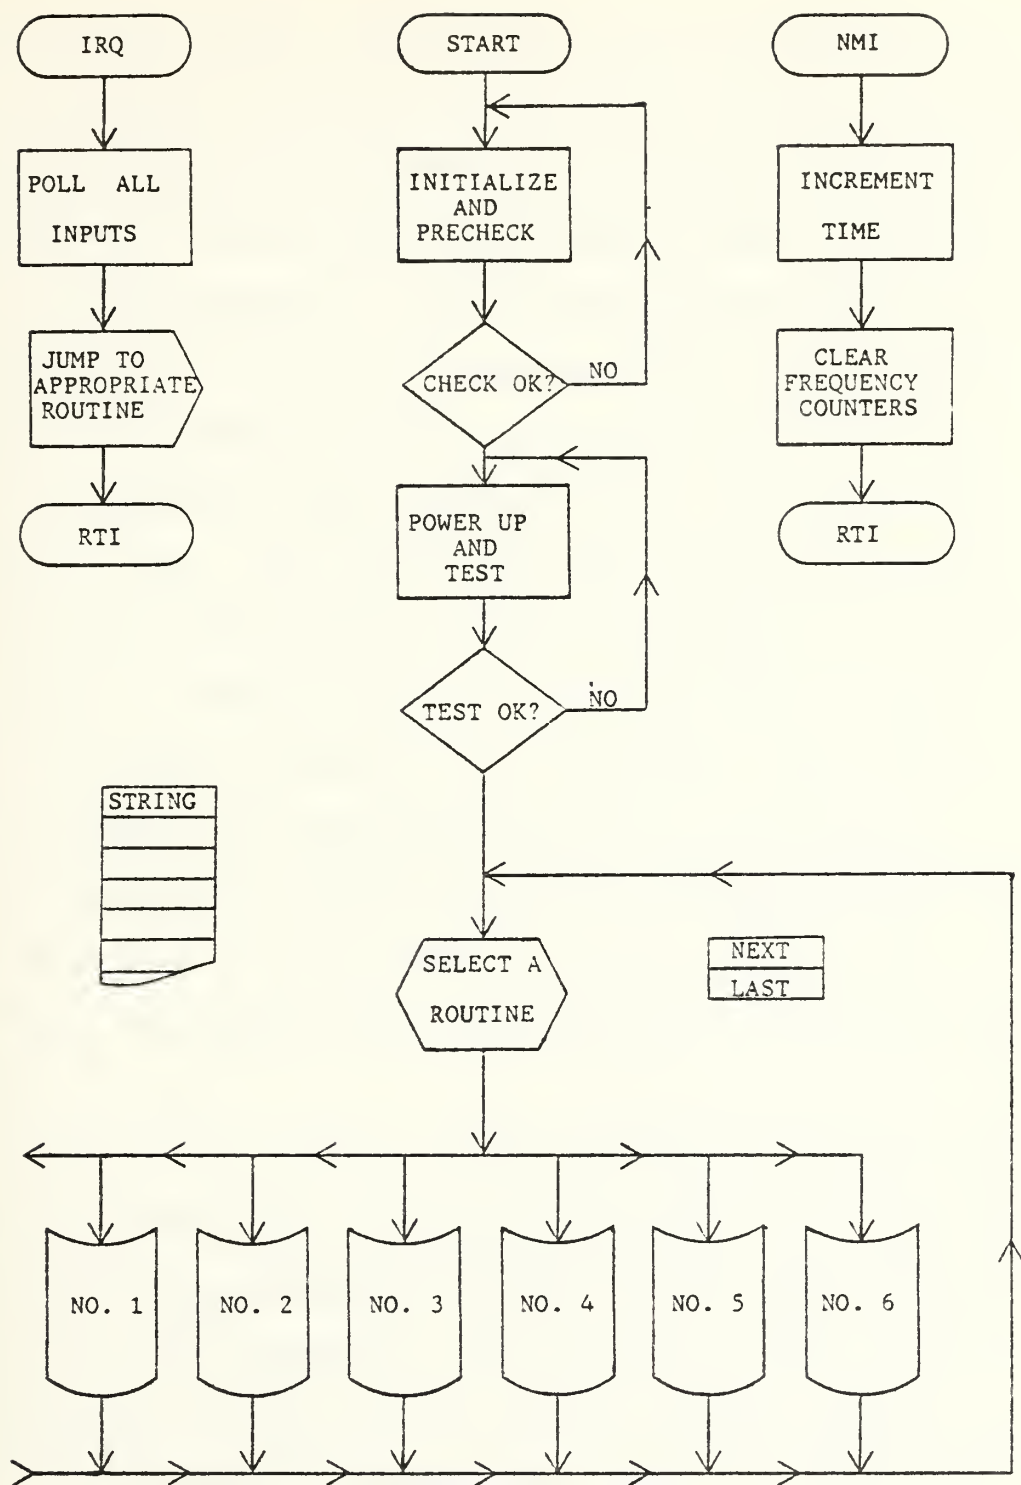 IRQ
POLL ALL
INPUTS
JUMP TO
APPROPRIATE
ROUTINE
RTI
START
INITIALIZE
AND
PRECHECK
CHECK OK?
NO
POWER UP
AND
TEST
TEST OK?
NO
NMI
INCREMENT
TIME
CLEAR
FREQUENCY
COUNTERS
RTI
STRING
SELECT A
ROUTINE
NEXT
LAST
NO. 1
NO. 2
NO. 3
NO. 4
NO. 5
NO. 6